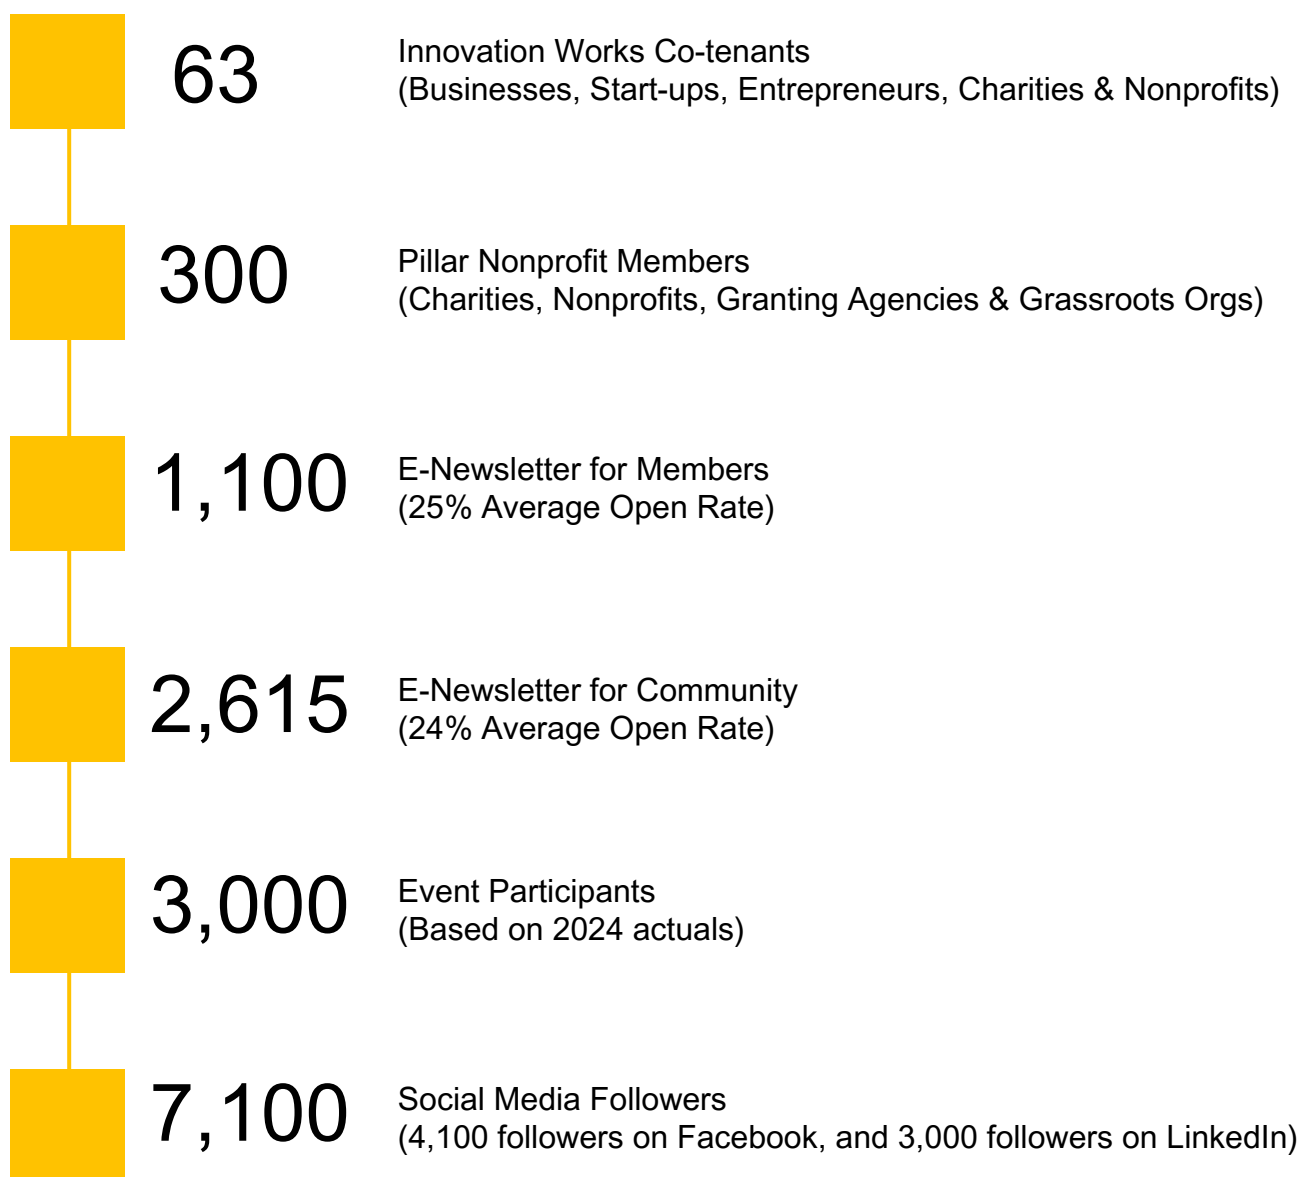 63
Innovation Works Co-tenants
(Businesses, Start-ups, Entrepreneurs, Charities & Nonprofits)
300
Pillar Nonprofit Members
(Charities, Nonprofits, Granting Agencies & Grassroots Orgs)
1,100
E-Newsletter for Members
(25% Average Open Rate)
2,615
E-Newsletter for Community
(24% Average Open Rate)
3,000
Event Participants
(Based on 2024 actuals)
7,100
Social Media Followers
(4,100 followers on Facebook, and 3,000 followers on LinkedIn)